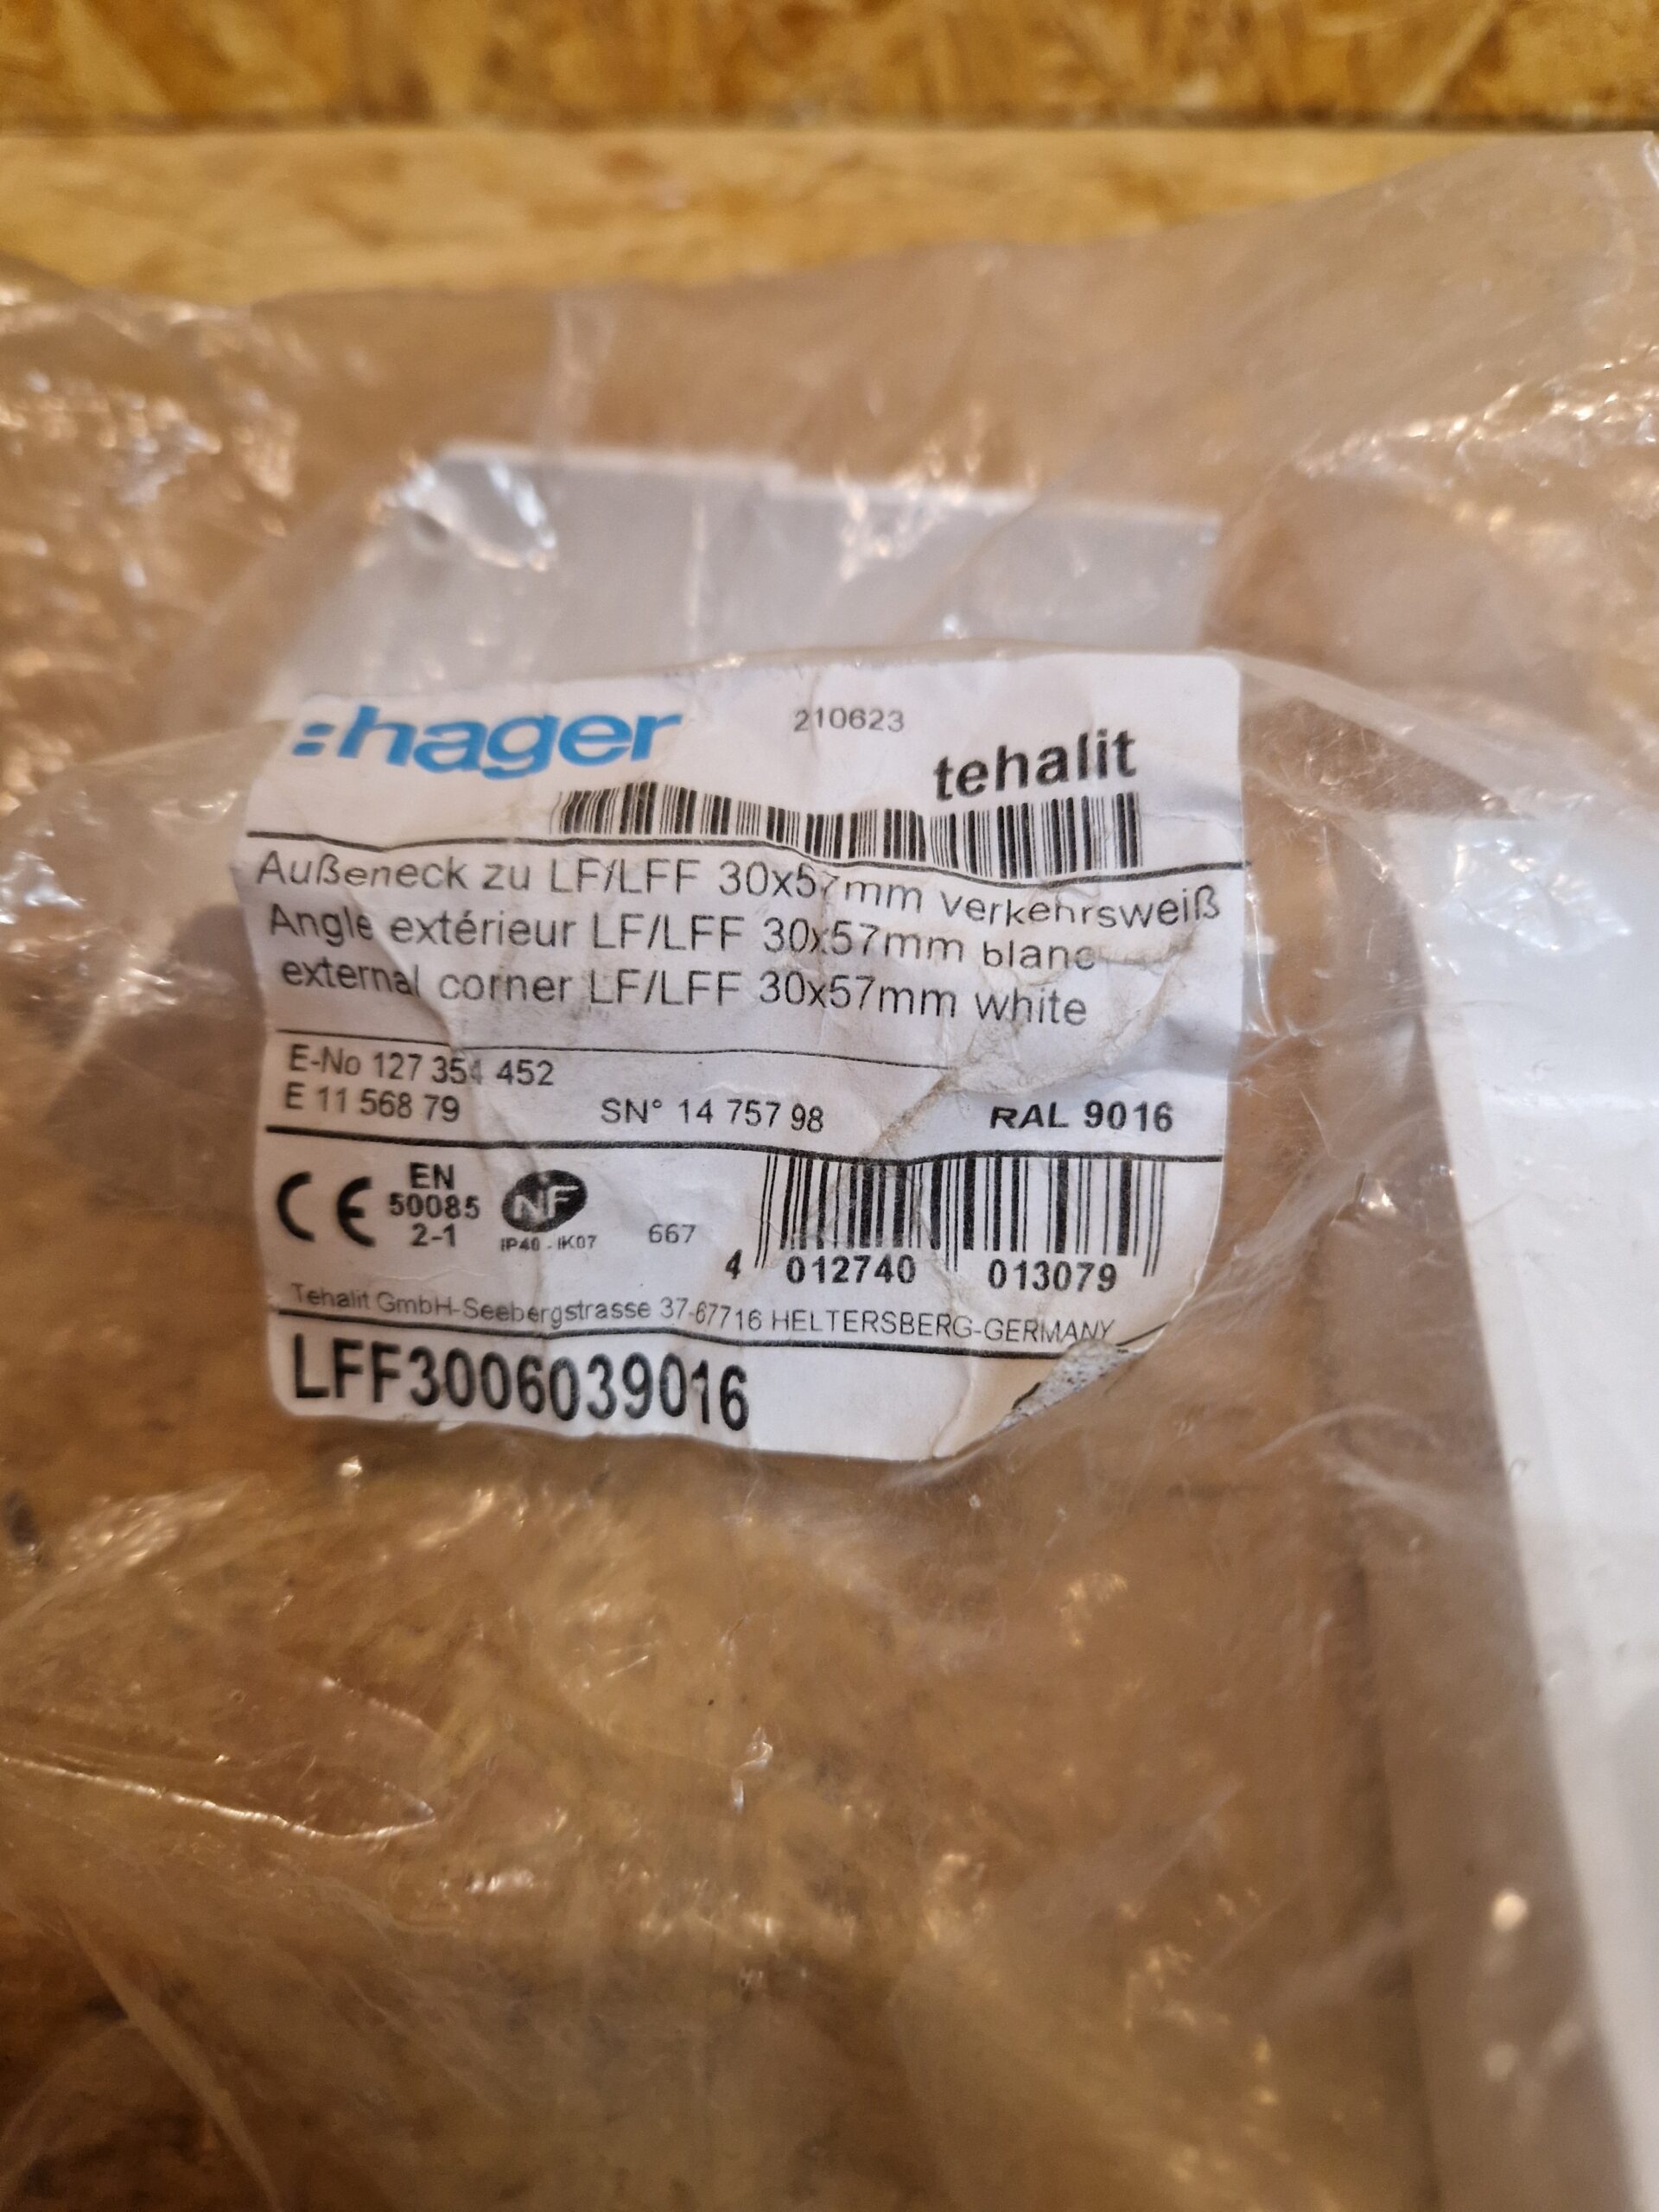 :hager
210623
tehalit
Außeneck zu LF/LFF 30x57mm verkehrsweiß
Angle extérieur LF/LFF 30x57mm blanc
external corner LF/LFF 30x57mm white
E-No 127 354 452
E 11 568 79 SN° 14 757 98 RAL 9016
CE
EN
50085
2-1
NF
IP40 - IK07
667
4 012740 013079
Tehalit GmbH-Seebergstrasse 37-67716 HELTERSBERG-GERMANY
LFF3006039016